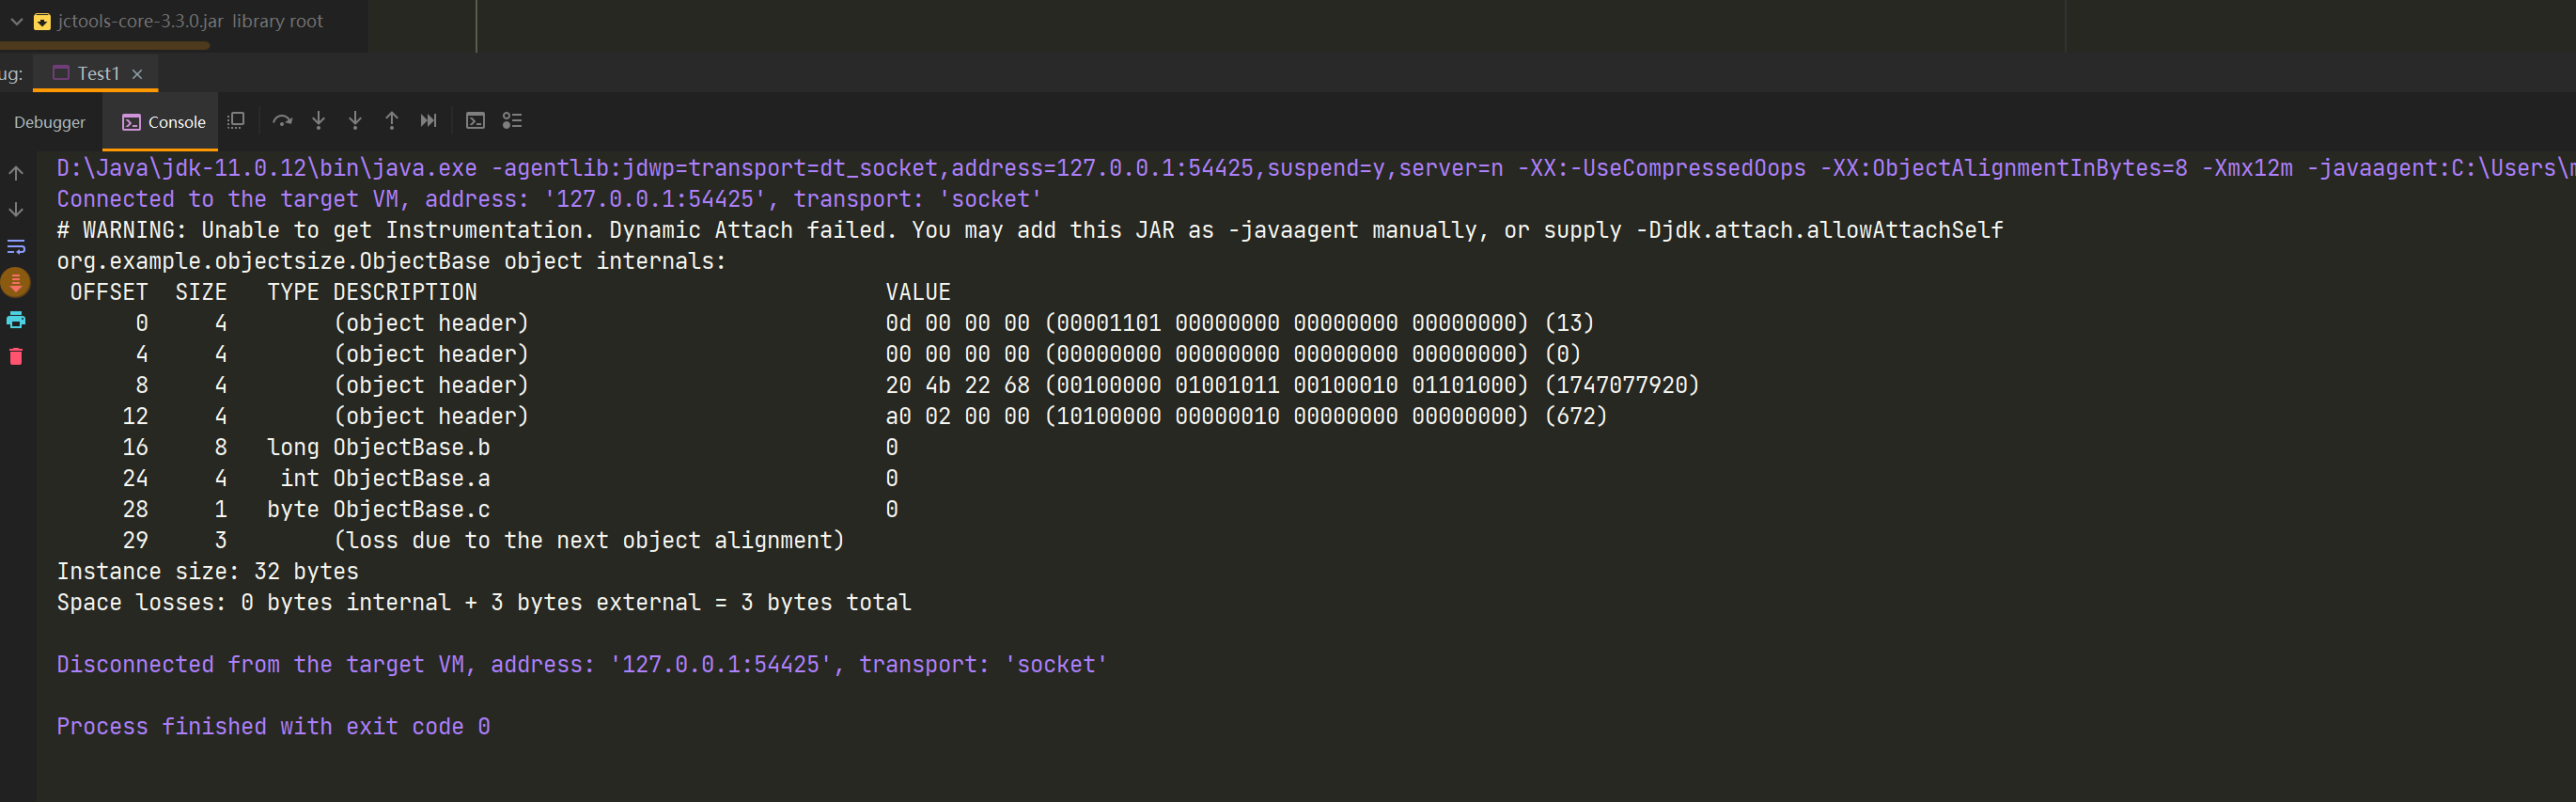 jctools-core-3.3.0.jar library root
ug: Test1
Debugger Console
D:\Java\jdk-11.0.12\bin\java.exe -agentlib:jdwp=transport=dt_socket,address=127.0.0.1:54425,suspend=y,server=n -XX:-UseCompressedOops -XX:ObjectAlignmentInBytes=8 -Xmx12m -javaagent:C:\Users\m
Connected to the target VM, address: '127.0.0.1:54425', transport: 'socket'
# WARNING: Unable to get Instrumentation. Dynamic Attach failed. You may add this JAR as -javaagent manually, or supply -Djdk.attach.allowAttachSelf
org.example.objectsize.ObjectBase object internals:
OFFSET SIZE TYPE DESCRIPTION VALUE
0 4 (object header) 0d 00 00 00 (00001101 00000000 00000000 00000000) (13)
4 4 (object header) 00 00 00 00 (00000000 00000000 00000000 00000000) (0)
8 4 (object header) 20 4b 22 68 (00100000 01001011 00100010 01101000) (1747077920)
12 4 (object header) a0 02 00 00 (10100000 00000010 00000000 00000000) (672)
16 8 long ObjectBase.b 0
24 4 int ObjectBase.a 0
28 1 byte ObjectBase.c 0
29 3 (loss due to the next object alignment)
Instance size: 32 bytes
Space losses: 0 bytes internal + 3 bytes external = 3 bytes total
Disconnected from the target VM, address: '127.0.0.1:54425', transport: 'socket'
Process finished with exit code 0